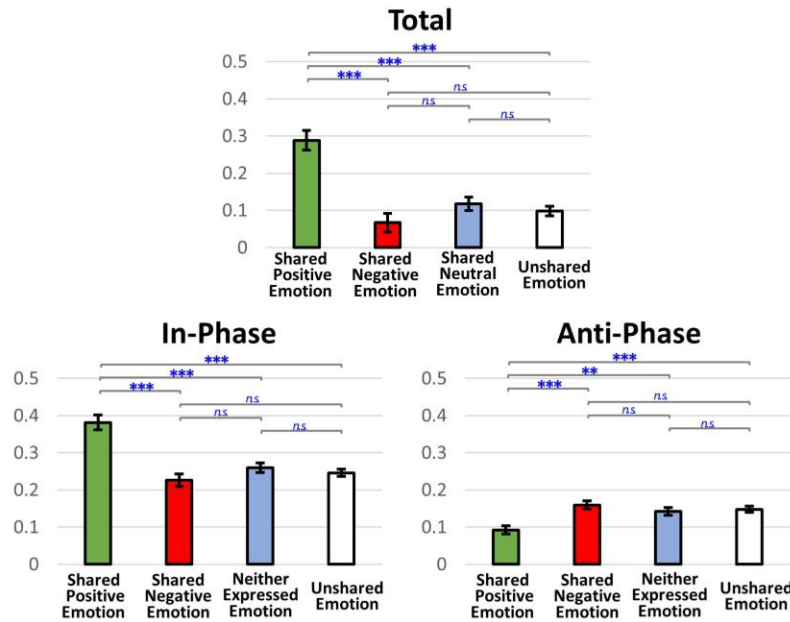 Total
***
0.5
***
0.4
***
ns
0.3
ns
ns
0.2
0.1
0
Shared Positive Emotion
Shared Negative Emotion
Shared Neutral Emotion
Unshared Emotion
In-Phase
***
0.5
***
***
ns
0.4
ns
ns
0.3
0.2
0.1
0
Shared Positive Emotion
Shared Negative Emotion
Neither Expressed Emotion
Unshared Emotion
Anti-Phase
***
0.5
**
***
ns
0.4
ns
ns
0.3
0.2
0.1
0
Shared Positive Emotion
Shared Negative Emotion
Neither Expressed Emotion
Unshared Emotion